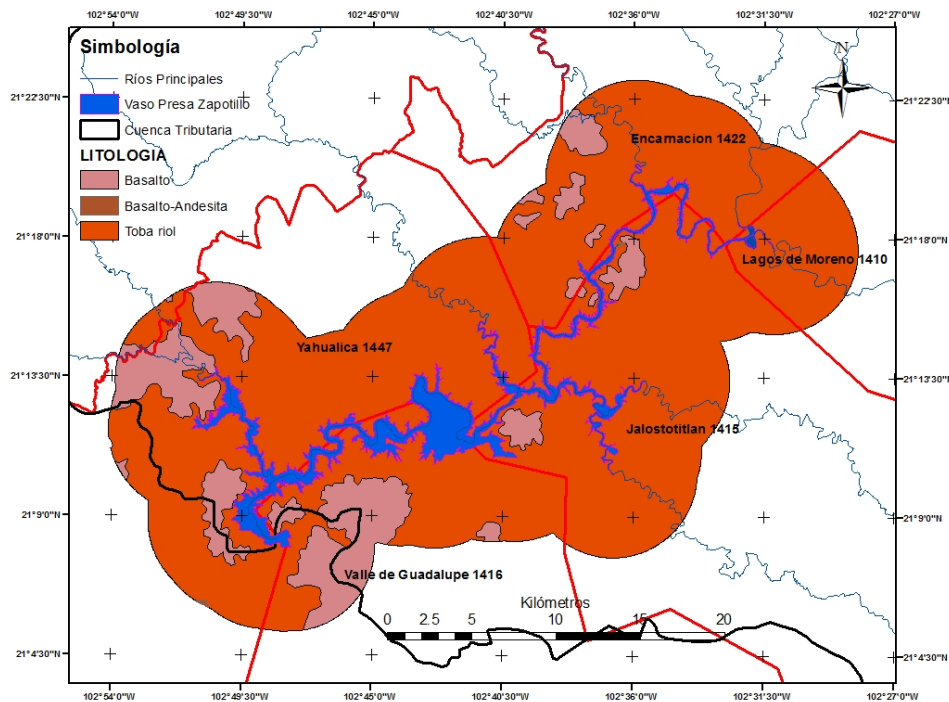 102°54'0"W 102°49'30"W 102°45'0"W 102°40'30"W 102°36'0"W 102°31'30"W 102°27'0"W
Simbología
Ríos Principales
Vaso Presa Zapotillo
Cuenca Tributaria
LITOLOGIA
Basalto
Basalto-Andesita
Toba riol
N
21°22'30"N 21°22'30"N
Encarnacion 1422
21°18'0"N 21°18'0"N
Lagos de Moreno 1410
Yahualica 1447
21°13'30"N 21°13'30"N
Jalostotitlan 1415
21°9'0"N 21°9'0"N
Valle de Guadalupe 1416
Kilómetros
0 2.5 5 10 15 20
21°4'30"N 21°4'30"N
102°54'0"W 102°49'30"W 102°45'0"W 102°40'30"W 102°36'0"W 102°31'30"W 102°27'0"W